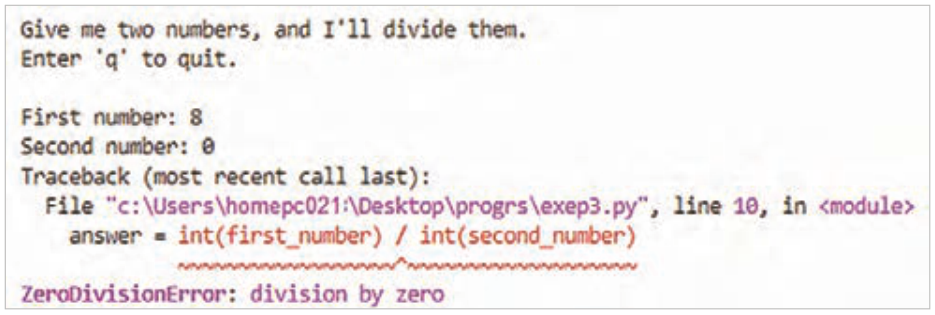 Give me two numbers, and I'll divide them.
Enter 'q' to quit.
First number: 8
Second number: 0
Traceback (most recent call last):
File "c:\Users\homepc021\Desktop\progrs\exep3.py", line 10, in <module>
answer = int(first_number) / int(second_number)
~~~~~~~~~~~~~~~~~~^~~~~~~~~~~~~~~~~~~~
ZeroDivisionError: division by zero